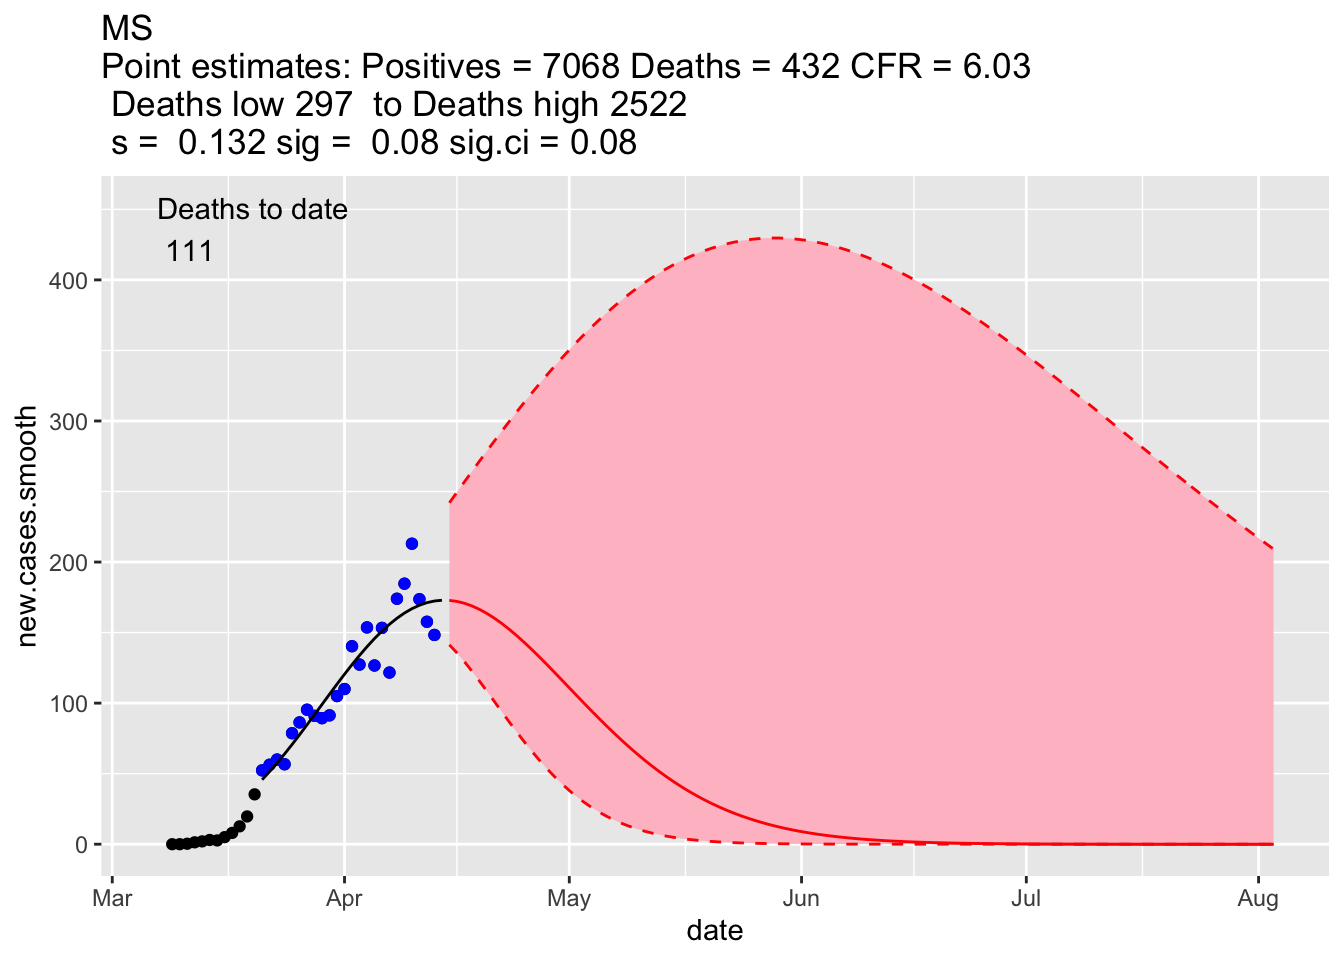 MS
Point estimates: Positives = 7068 Deaths = 432 CFR = 6.03
Deaths low 297  to Deaths high 2522
s =  0.132 sig =  0.08 sig.ci = 0.08
Deaths to date
111
new.cases.smooth
400
300
200
100
0
Mar Apr May Jun Jul Aug
date